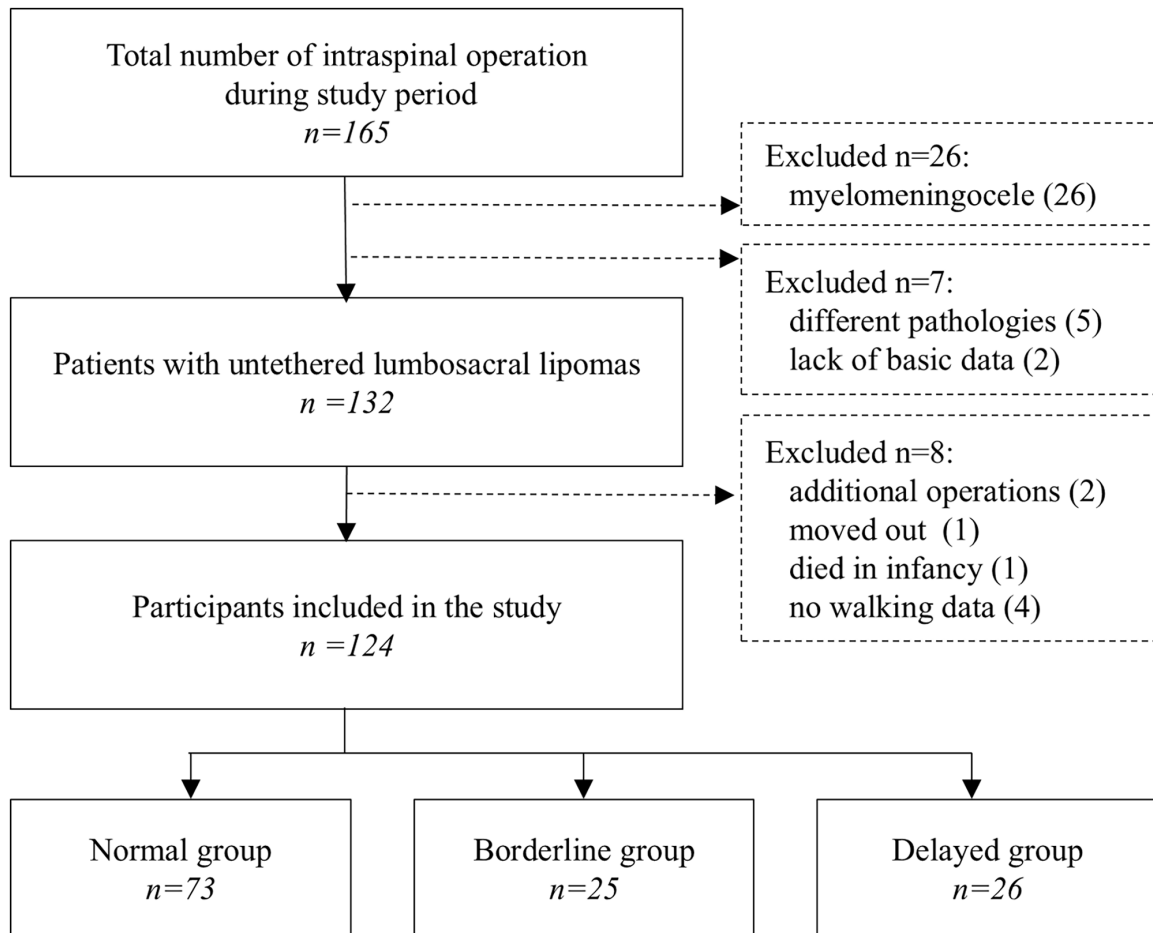 Total number of intraspinal operation
during study period
n=165
Excluded n=26:
myelomeningocele (26)
Excluded n=7:
different pathologies (5)
lack of basic data (2)
Patients with untethered lumbosacral lipomas
n =132
Excluded n=8:
additional operations (2)
moved out (1)
died in infancy (1)
no walking data (4)
Participants included in the study
n =124
Normal group
n=73
Borderline group
n=25
Delayed group
n=26